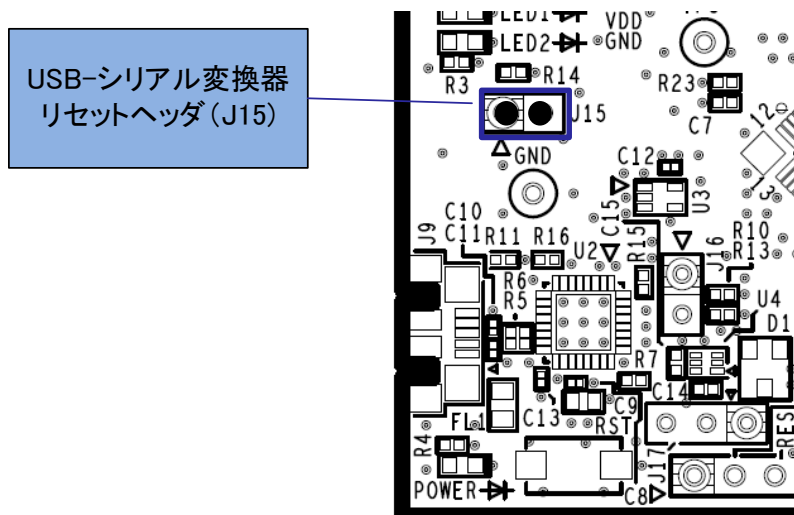 USB-シリアル変換器
リセットヘッダ(J15)
LED1
VDD
LED2
GND
R3
R14
R23
J15
C7
12
13
GND
C12
U3
C15
C10
C11
J9
R11
R16
U2
R15
J16
R10
R13
R6
R5
U4
D1
R7
C14
FL1
C13
C9
RST
RES
R4
J17
POWER
C8